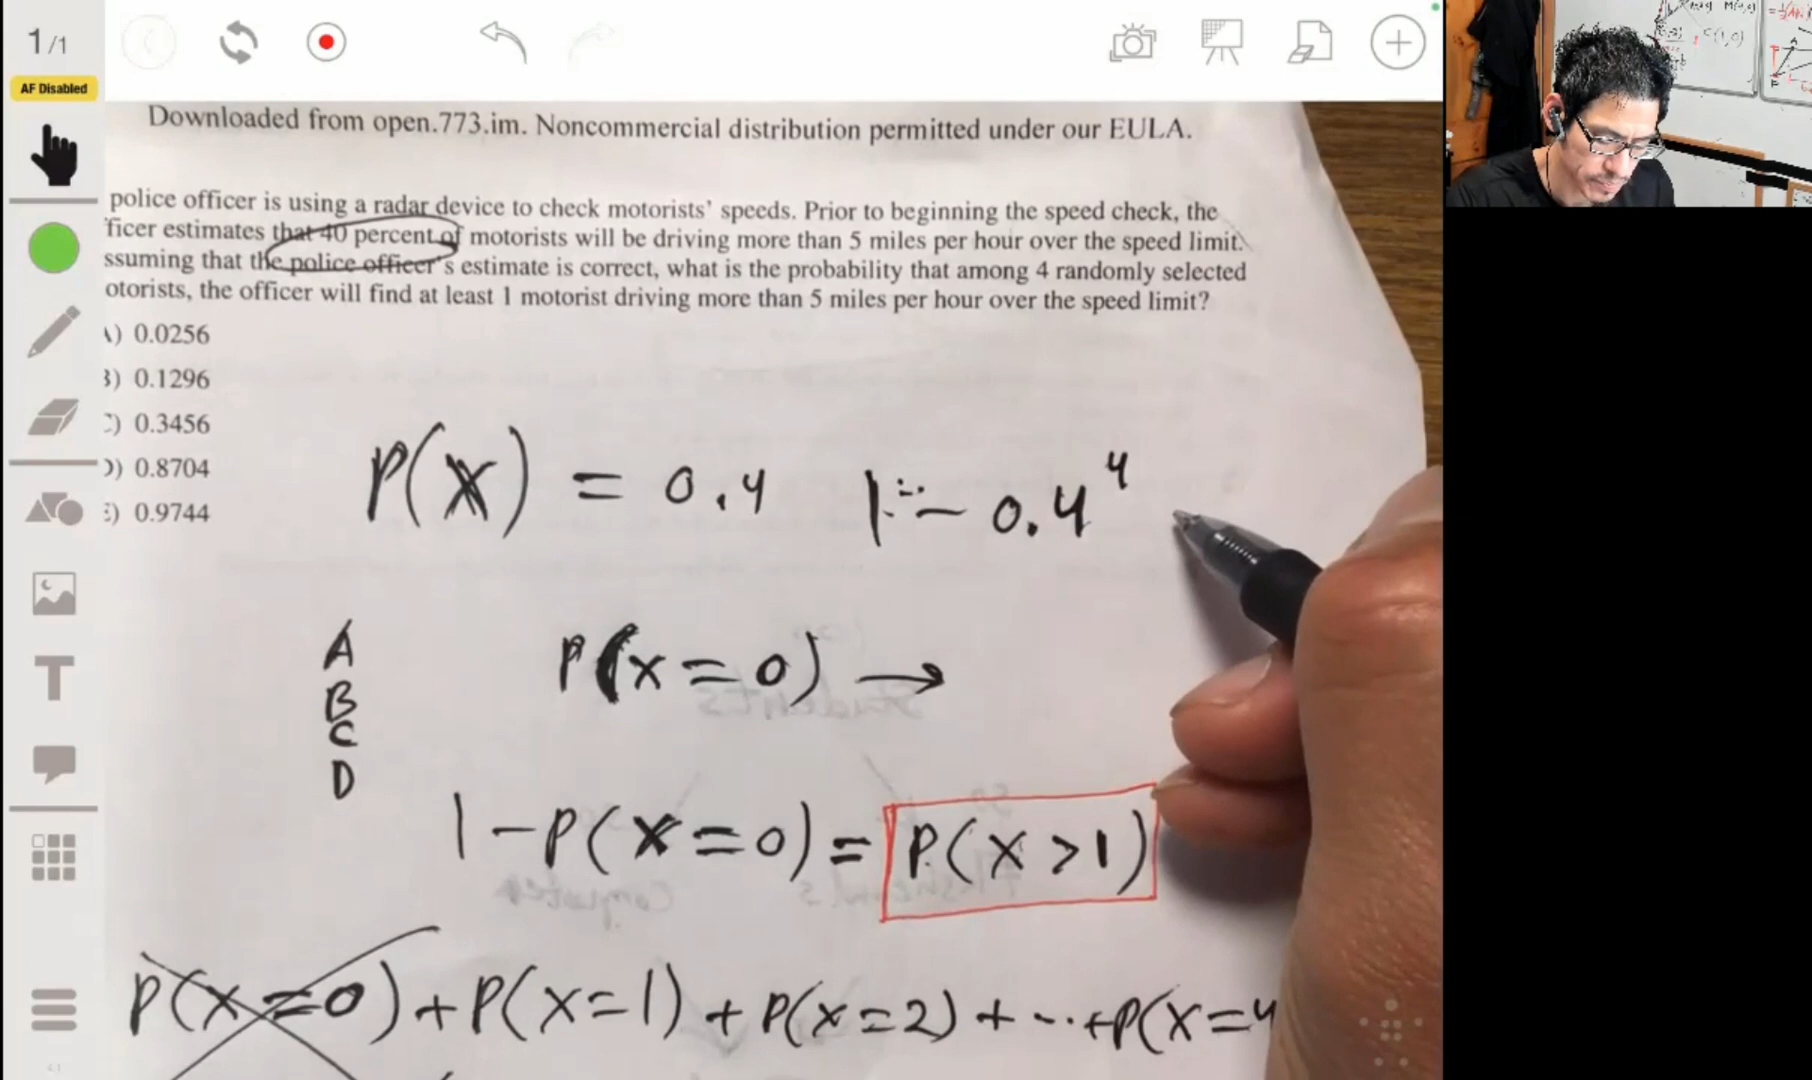 1/1
AF Disabled
Downloaded from open.773.im. Noncommercial distribution permitted under our EULA.
police officer is using a radar device to check motorists' speeds. Prior to beginning the speed check, the
ficer estimates that 40 percent of motorists will be driving more than 5 miles per hour over the speed limit.
ssuming that the police officer's estimate is correct, what is the probability that among 4 randomly selected
otorists, the officer will find at least 1 motorist driving more than 5 miles per hour over the speed limit?
) 0.0256
) 0.1296
) 0.3456
) 0.8704
) 0.9744
P(X) = 0.4 1 - 0.4⁴
A
B
C
D
P(x=0) →
1-P(x=0) = P(x>1)
P(x=0)+P(x=1)+P(x=2)+...+P(x=4
T